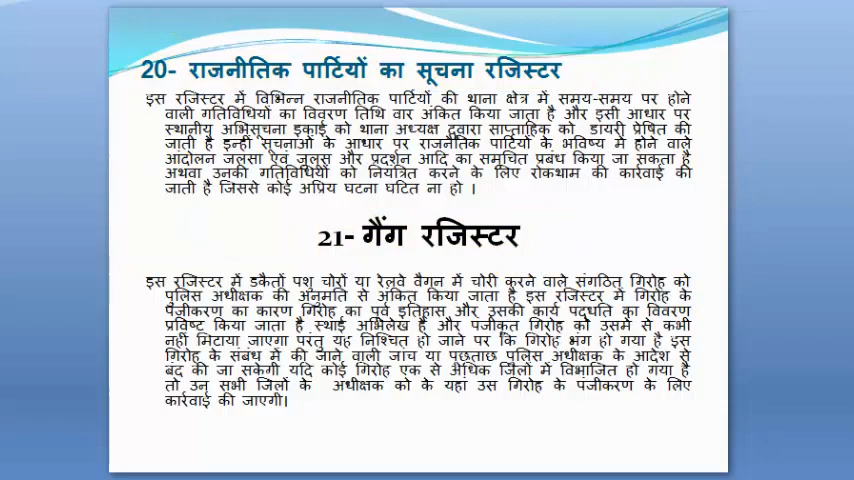 20- राजनीतिक पार्टियों का सूचना रजिस्टर
इस रजिस्टर में विभिन्न राजनीतिक पार्टियों की थाना क्षेत्र में समय-समय पर होने
वाली गतिविधियों का विवरण तिथि वार अंकित किया जाता है और इसी आधार पर
स्थानीय अभिसूचना इकाई को थाना अध्यक्ष दुवारा साप्ताहिक को डायरी प्रेषित की
जाती है इन्हीं सूचनाओं के आधार पर राजनैतिक पार्टियों के भविष्य में होने वाले
आंदोलन जलसा एवं जुलूस और प्रदर्शन आदि का समुचित प्रबंध किया जा सकता है
अथवा उनकी गतिविधियों को नियंत्रित करने के लिए रोकथाम की कार्रवाई की
जाती है जिससे कोई अप्रिय घटना घटित ना हो ।
21- गैंग रजिस्टर
इस रजिस्टर में डकैतों पशु चोरों या रेलवे वैगन में चोरी करने वाले संगठित गिरोह को
पुलिस अधीक्षक की अनुमति से अंकित किया जाता है इस रजिस्टर में गिरोह के
पंजीकरण का कारण गिरोह का पूर्व इतिहास और उसकी कार्य पद्धति का विवरण
प्रविष्ट किया जाता है स्थाई अभिलेख है और पंजीकृत गिरोह को उसमें से कभी
नहीं मिटाया जाएगा परंतु यह निश्चित हो जाने पर कि गिरोह भंग हो गया है इस
गिरोह के संबंध में की जाने वाली जांच या पूछताछ पुलिस अधीक्षक के आदेश से
बंद की जा सकेगी यदि कोई गिरोह एक से अधिक जिलों में विभाजित हो गया है
तो उन सभी जिलों के अधीक्षक को के यहां उस गिरोह के पंजीकरण के लिए
कार्रवाई की जाएगी।